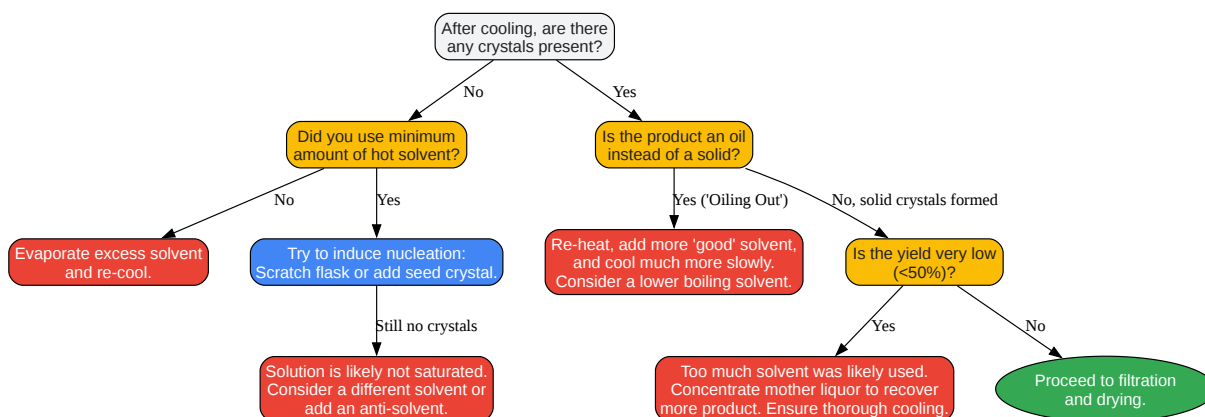 After cooling, are there
any crystals present?
No
Yes
Did you use minimum
amount of hot solvent?
Is the product an oil
instead of a solid?
No
Yes
Yes ('Oiling Out')
No, solid crystals formed
Evaporate excess solvent
and re-cool.
Try to induce nucleation:
Scratch flask or add seed crystal.
Re-heat, add more 'good' solvent,
and cool much more slowly.
Consider a lower boiling solvent.
Is the yield very low
(<50%)?
Still no crystals
Yes
No
Solution is likely not saturated.
Consider a different solvent or
add an anti-solvent.
Too much solvent was likely used.
Concentrate mother liquor to recover
more product. Ensure thorough cooling.
Proceed to filtration
and drying.